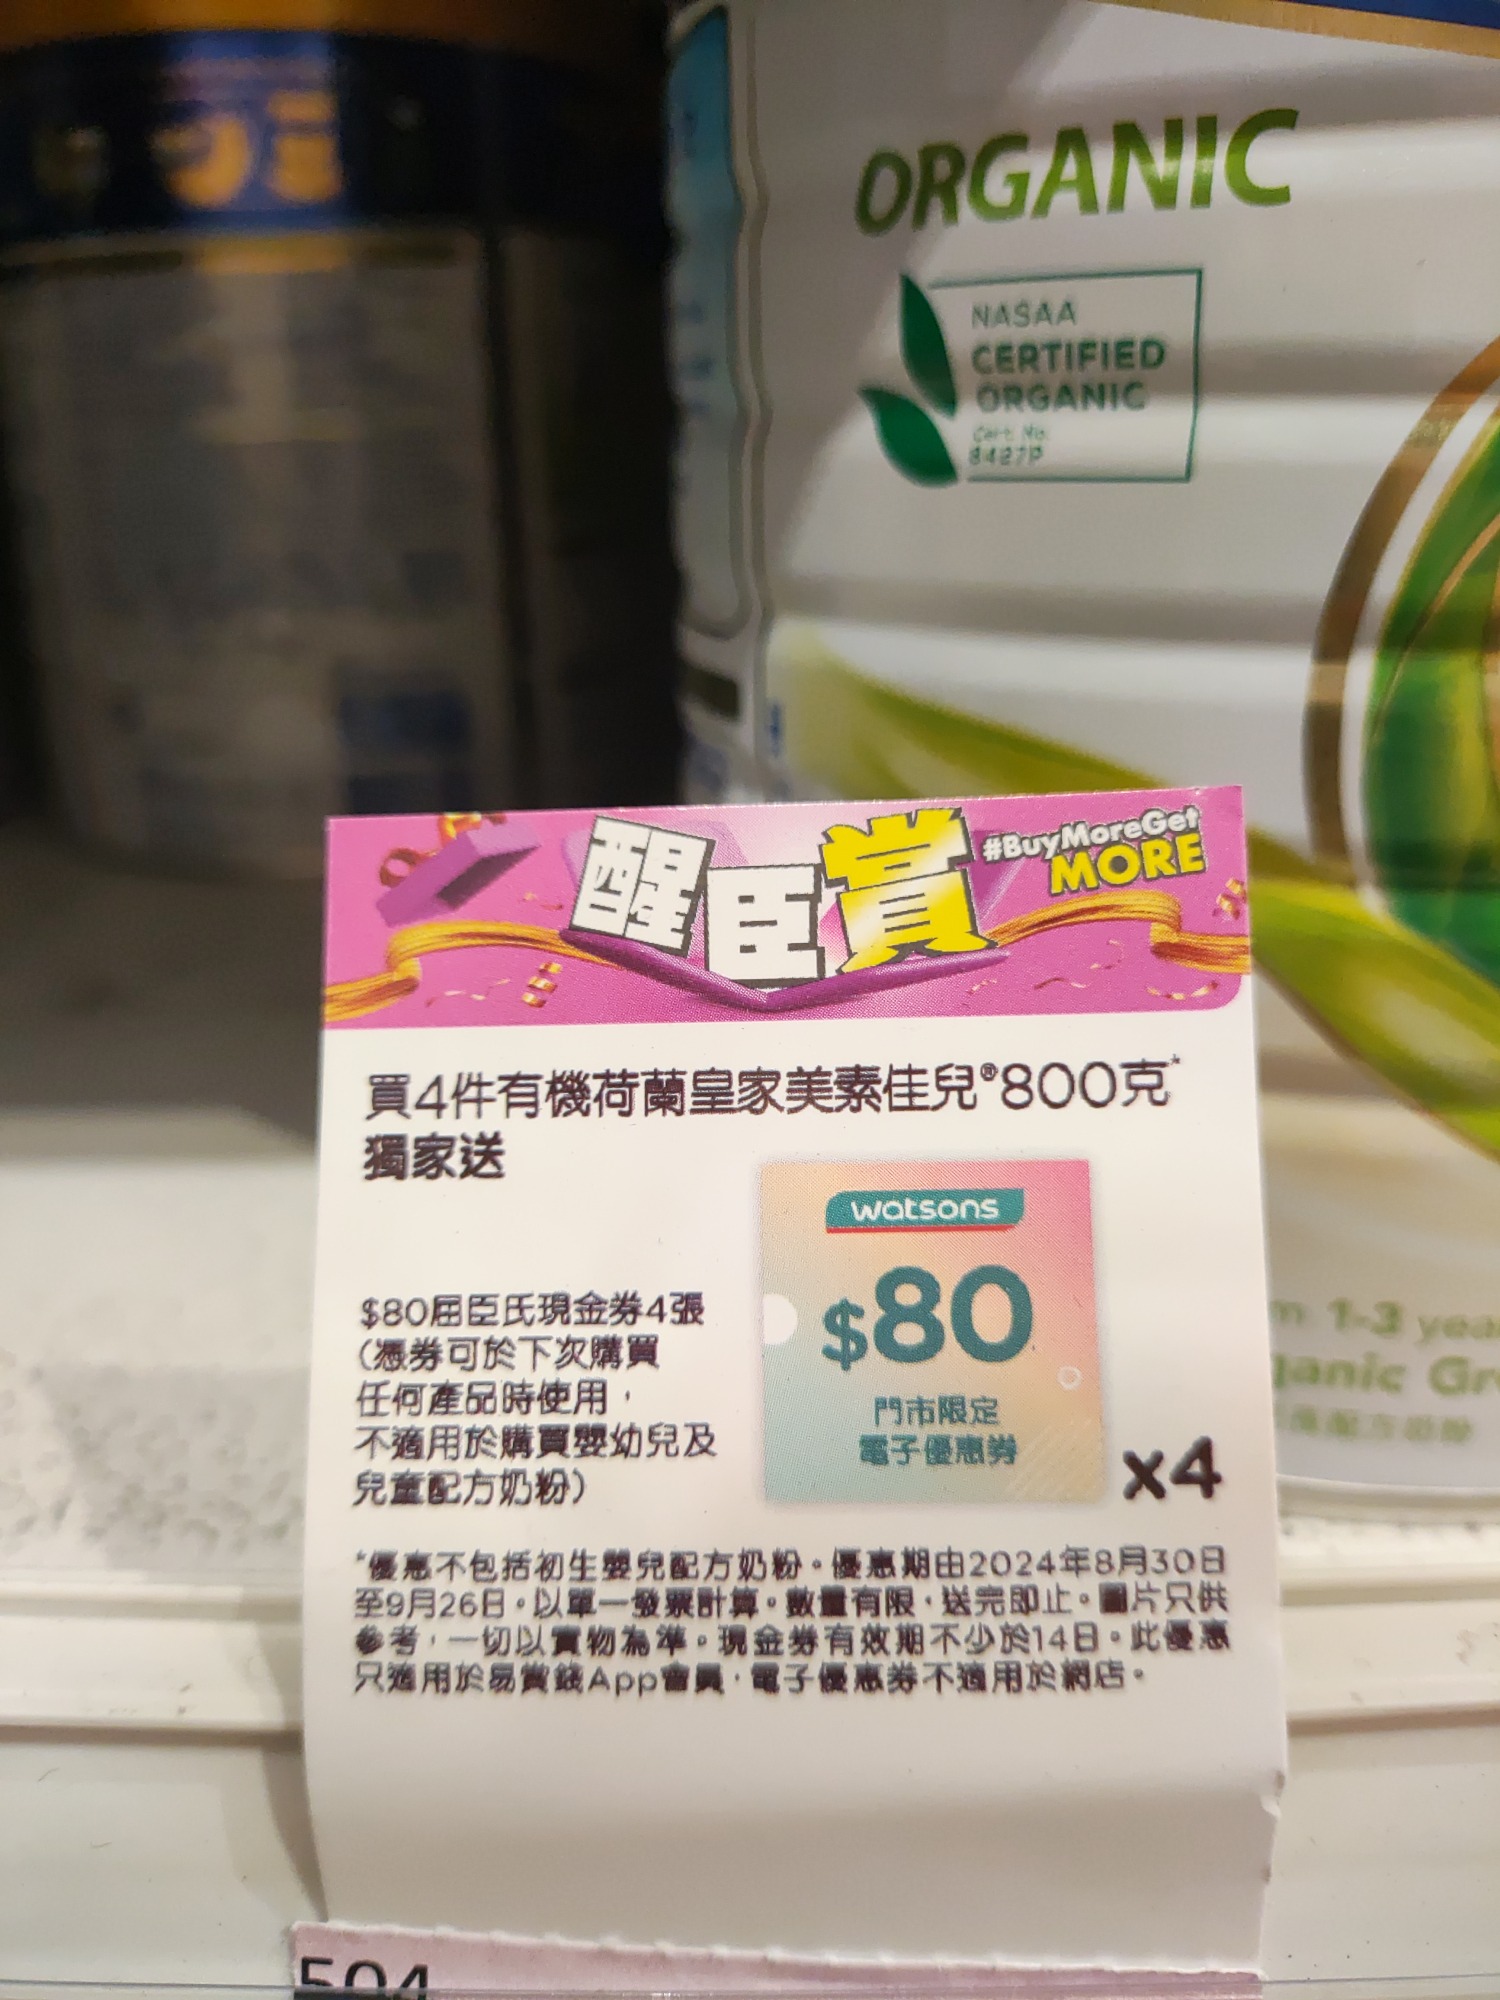 ORGANIC
NASAA
CERTIFIED
ORGANIC
Cert. No.
8427P
醒臣賞
#BuyMoreGet
MORE
買4件有機荷蘭皇家美素佳兒®800克*
獨家送
$80屈臣氏現金券4張
(憑券可於下次購買
任何產品時使用，
不適用於購買嬰幼兒及
兒童配方奶粉)
watsons
$80
門市限定
電子優惠券
x4
*優惠不包括初生嬰兒配方奶粉。優惠期由2024年8月30日
至9月26日。以單一發票計算。數量有限，送完即止。圖片只供
參考，一切以實物為準。現金券有效期不少於14日。此優惠
只適用於易賞錢App會員，電子優惠券不適用於網店。
1-3 yea
ganic Gr
504